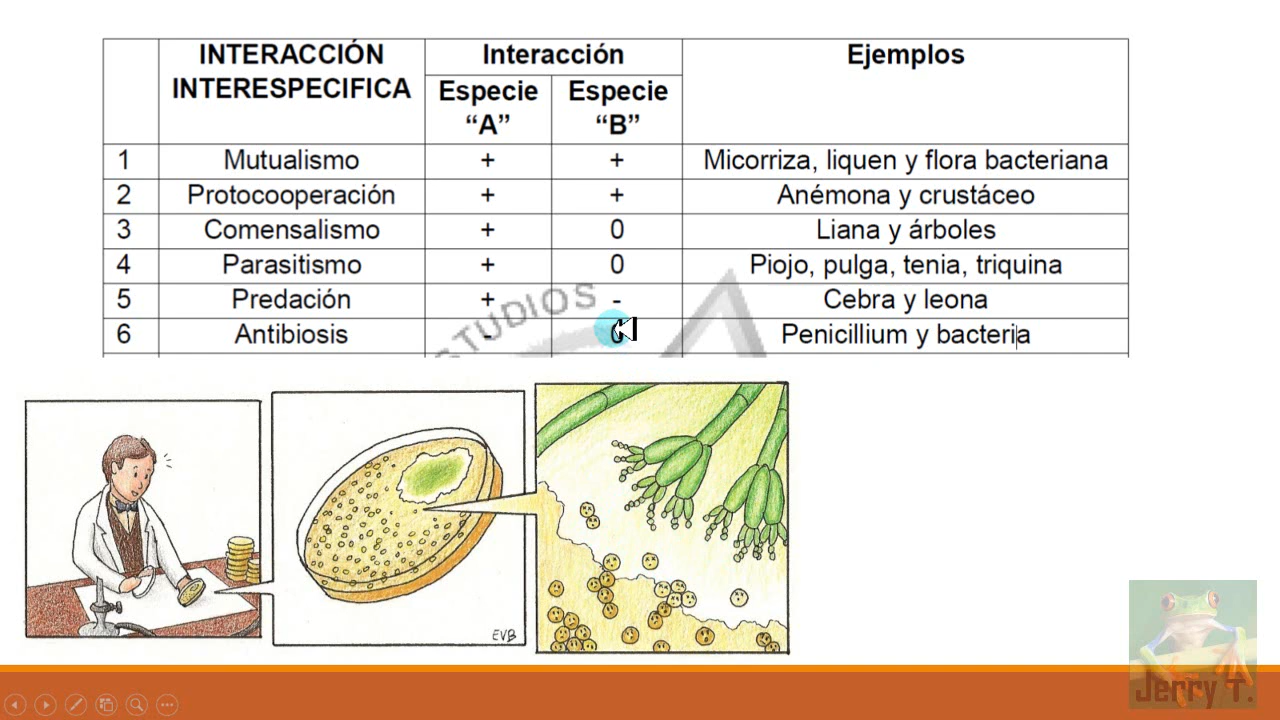 INTERACCIÓN INTERESPECIFICA Interacción Ejemplos
Especie “A” Especie “B”
1 Mutualismo + + Micorriza, liquen y flora bacteriana
2 Protocooperación + + Anémona y crustáceo
3 Comensalismo + 0 Liana y árboles
4 Parasitismo + 0 Piojo, pulga, tenia, triquina
5 Predación + - Cebra y leona
6 Antibiosis - 0 Penicillium y bacteria
STUDIOS
EVB
Jerry T.